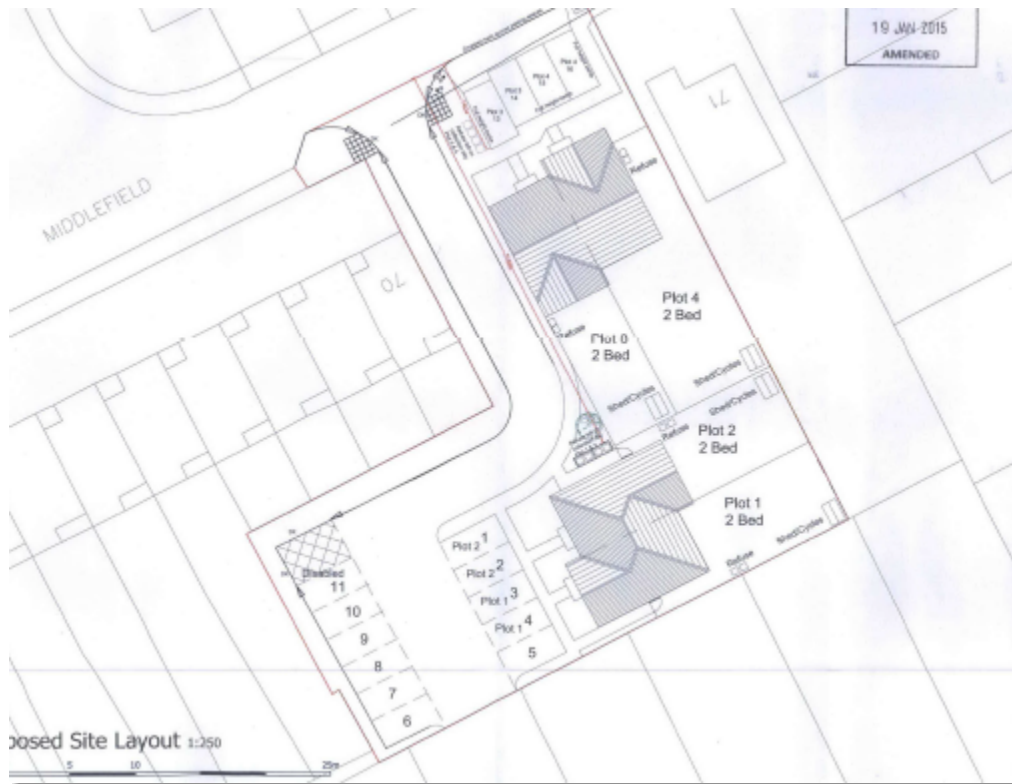 19 JAN 2015
AMENDED
71
Plot 4
Plot 3
MIDDLEFIELD
70
Refuse
Plot 4
2 Bed
Refuse
2 Bed
Shed/Cycles
Shed/Cycles
Shed/Cycles
Refuse
Plot 2
2 Bed
Plot 1
2 Bed
Shed/Cycles
Refuse
Plot 2 1
Plot 2 2
Plot 1 3
Plot 1 4
5
Disabled
11
10
9
8
7
6
posed Site Layout 1:250
5 10 25m